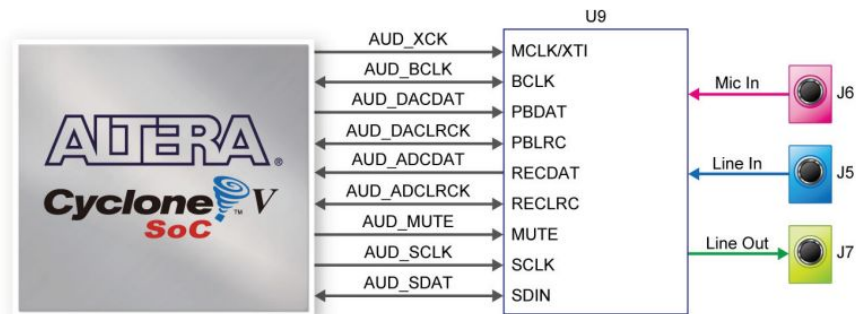 U9
AUD_XCK
MCLK/XTI
AUD_BCLK
BCLK
AUD_DACDAT
PBDAT
AUD_DACLRCK
PBLRC
AUD_ADCDAT
RECDAT
AUD_ADCLRCK
RECLRC
AUD_MUTE
MUTE
AUD_SCLK
SCLK
AUD_SDAT
SDIN
ALTERA®
Cyclone™ V
SoC
Mic In
J6
Line In
J5
Line Out
J7